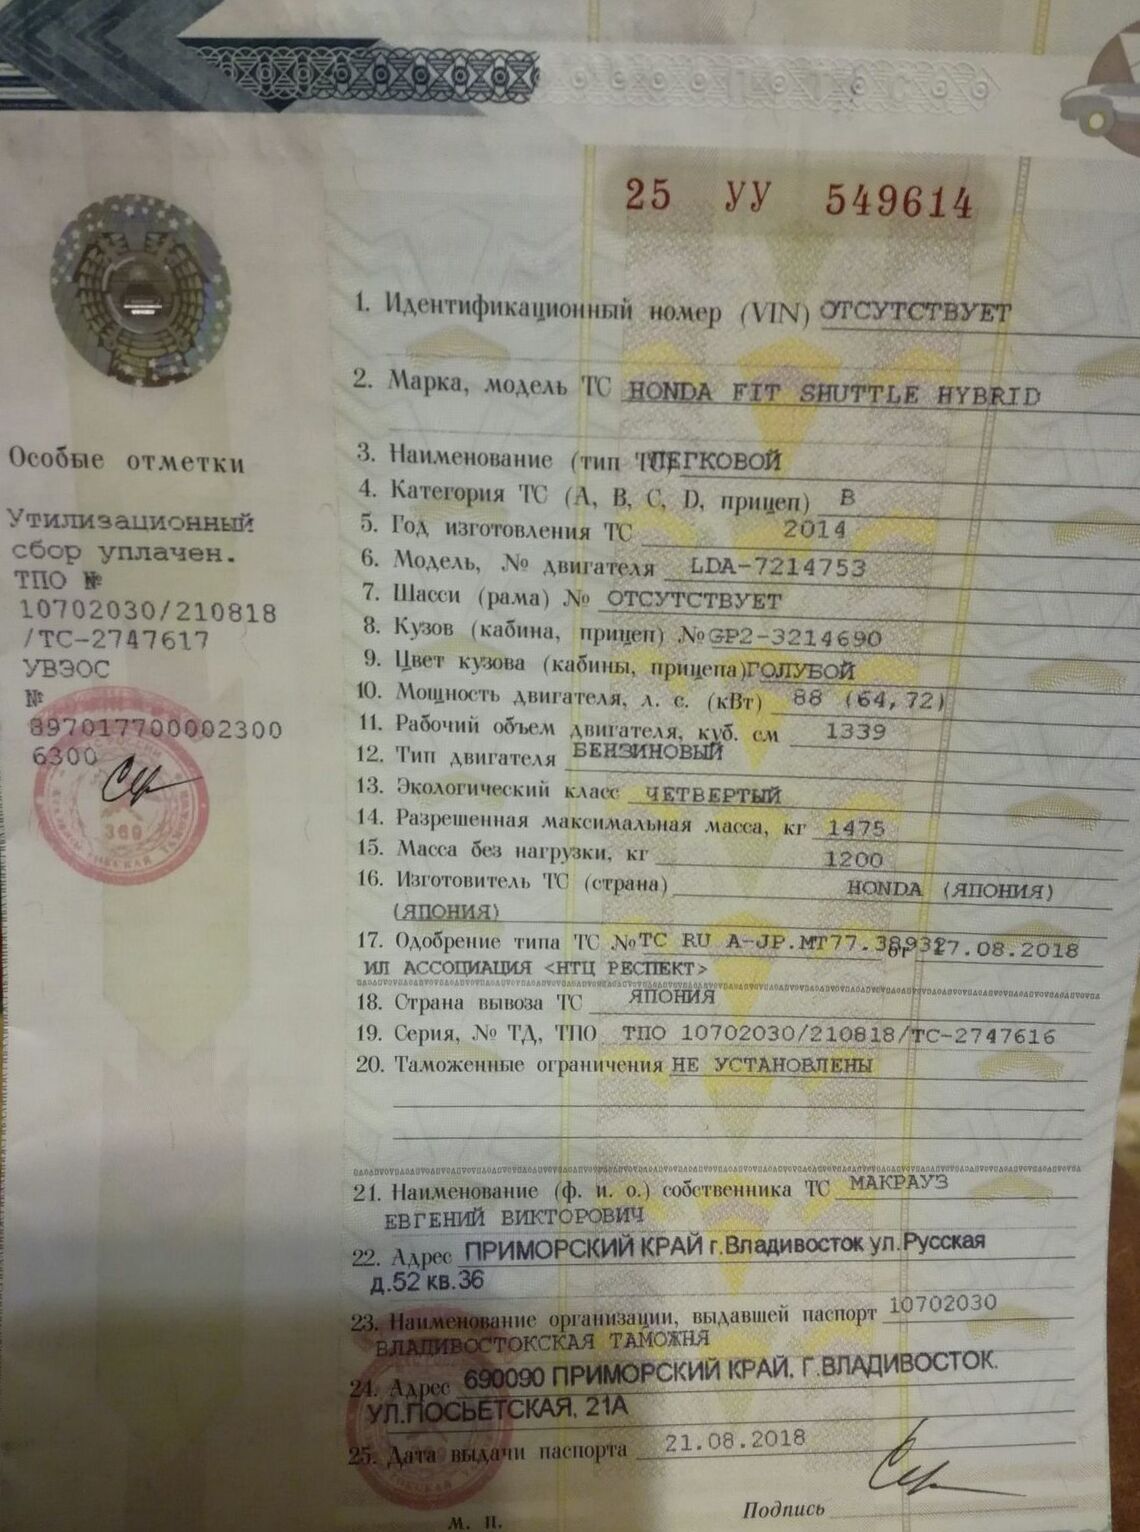 25 УУ 549614
1. Идентификационный номер (VIN) ОТСУТСТВУЕТ
2. Марка, модель ТС HONDA FIT SHUTTLE HYBRID
3. Наименование (тип ТС) ЛЕГКОВОЙ
4. Категория ТС (А, В, С, D, прицеп) B
5. Год изготовления ТС 2014
6. Модель, № двигателя LDA-7214753
7. Шасси (рама) № ОТСУТСТВУЕТ
8. Кузов (кабина, прицеп) № GP2-3214690
9. Цвет кузова (кабины, прицепа) ГОЛУБОЙ
10. Мощность двигателя, л. с. (кВт) 88 (64,72)
11. Рабочий объем двигателя, куб. см 1339
12. Тип двигателя БЕНЗИНОВЫЙ
13. Экологический класс ЧЕТВЕРТЫЙ
14. Разрешенная максимальная масса, кг 1475
15. Масса без нагрузки, кг 1200
16. Изготовитель ТС (страна) HONDA (ЯПОНИЯ)
(ЯПОНИЯ)
17. Одобрение типа ТС № ТС RU A-JP.МТ77.38932 от 17.08.2018
ИЛ АССОЦИАЦИЯ <НТЦ РЕСПЕКТ>
18. Страна вывоза ТС ЯПОНИЯ
19. Серия, № ТД, ТПО ТПО 10702030/210818/ТС-2747616
20. Таможенные ограничения НЕ УСТАНОВЛЕНЫ
21. Наименование (ф. и. о.) собственника ТС МАКРАУЗ
ЕВГЕНИЙ ВИКТОРОВИЧ
22. Адрес ПРИМОРСКИЙ КРАЙ г.Владивосток ул.Русская
д.52 кв.36
23. Наименование организации, выдавшей паспорт 10702030
ВЛАДИВОСТОКСКАЯ ТАМОЖНЯ
24. Адрес 690090 ПРИМОРСКИЙ КРАЙ, Г.ВЛАДИВОСТОК.
УЛ.ПОСЬЕТСКАЯ, 21А
25. Дата выдачи паспорта 21.08.2018
Подпись
М. П.
Особые отметки
Утилизационный
сбор уплачен.
ТПО №
10702030/210818
/ТС-2747617
УВЭОС
№
897017700002300
6300
360